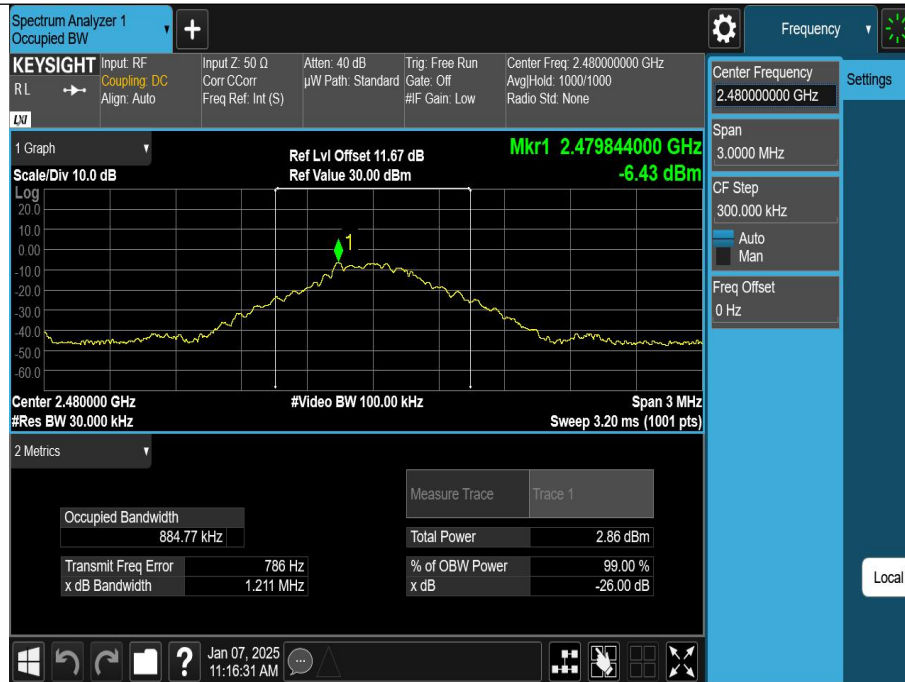 Spectrum Analyzer 1
Occupied BW
Frequency
KEYSIGHT
RL
LXI
Input: RF
Coupling: DC
Align: Auto
Input Z: 50 Ω
Corr CCorr
Freq Ref: Int (S)
Atten: 40 dB
µW Path: Standard
Trig: Free Run
Gate: Off
#IF Gain: Low
Center Freq: 2.480000000 GHz
Avg|Hold: 1000/1000
Radio Std: None
Center Frequency
2.480000000 GHz
Settings
Span
3.0000 MHz
CF Step
300.000 kHz
Auto
Man
Freq Offset
0 Hz
Local
1 Graph
Scale/Div 10.0 dB
Ref Lvl Offset 11.67 dB
Ref Value 30.00 dBm
Mkr1 2.479844000 GHz
-6.43 dBm
Log
20.0
10.0
0.00
-10.0
-20.0
-30.0
-40.0
-50.0
-60.0
1
Center 2.480000 GHz
#Res BW 30.000 kHz
#Video BW 100.00 kHz
Span 3 MHz
Sweep 3.20 ms (1001 pts)
2 Metrics
Measure Trace
Trace 1
Occupied Bandwidth
884.77 kHz
Total Power
2.86 dBm
Transmit Freq Error
786 Hz
% of OBW Power
99.00 %
x dB Bandwidth
1.211 MHz
x dB
-26.00 dB
?
Jan 07, 2025
11:16:31 AM